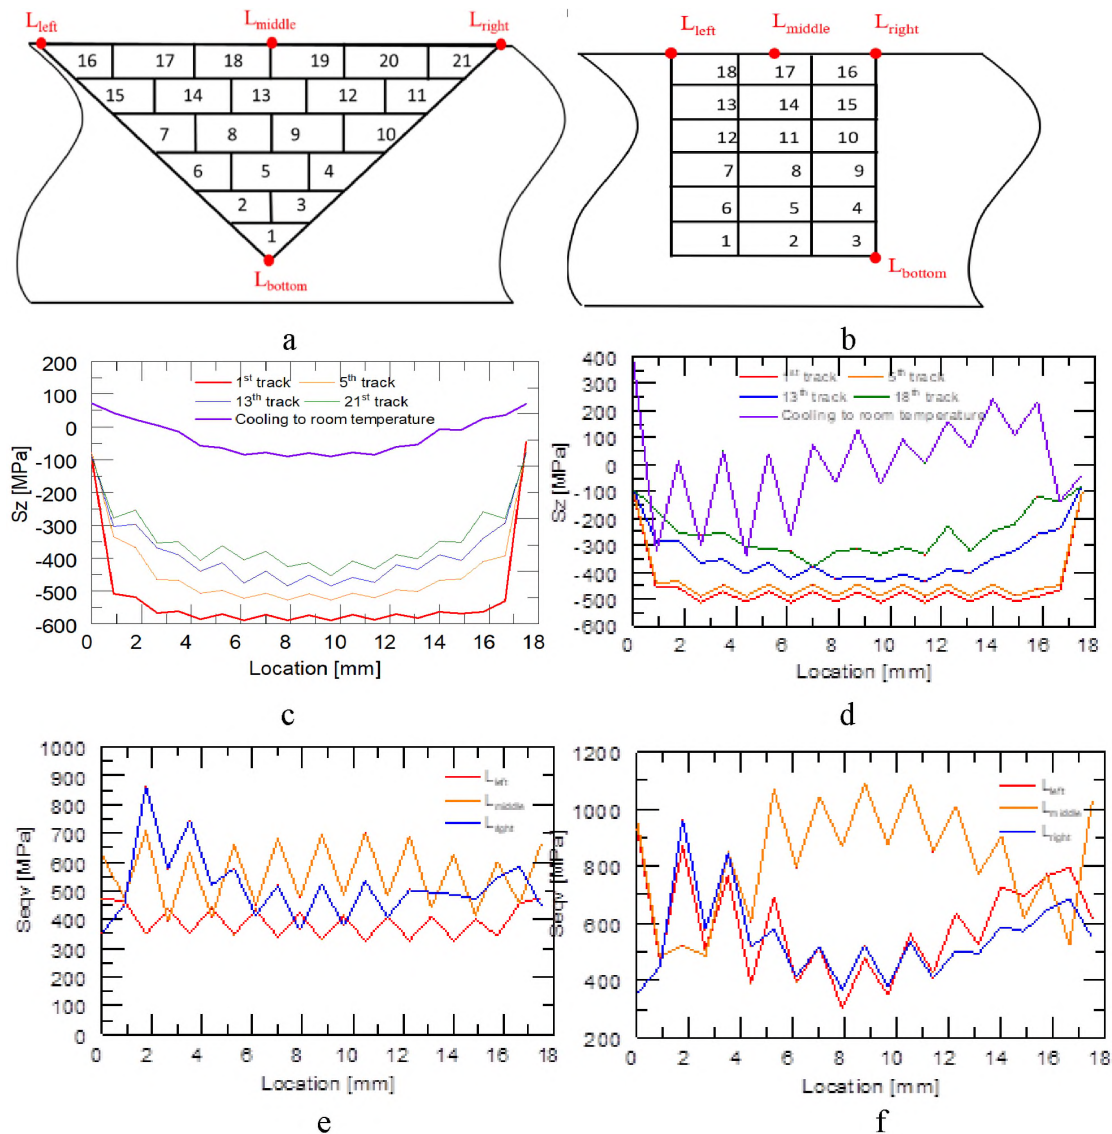 L_left L_middle L_right
16 17 18 19 20 21
15 14 13 12 11
7 8 9 10
6 5 4
2 3
1
L_bottom
a
L_left L_middle L_right
18 17 16
13 14 15
12 11 10
7 8 9
6 5 4
1 2 3
L_bottom
b
200
100
0
-100
-200
-300
-400
-500
-600
Sz [MPa]
1st track 5th track
13th track 21st track
Cooling to room temperature
0 2 4 6 8 10 12 14 16 18
Location [mm]
c
400
300
200
100
0
-100
-200
-300
-400
-500
-600
Sz [MPa]
1st track 5th track
13th track 18th track
Cooling to room temperature
0 2 4 6 8 10 12 14 16 18
Location [mm]
d
1000
900
800
700
600
500
400
300
200
100
0
Seqv [MPa]
L_left
L_middle
L_right
0 2 4 6 8 10 12 14 16 18
Location [mm]
e
1200
1000
800
600
400
200
Seqv [MPa]
L_left
L_middle
L_right
0 2 4 6 8 10 12 14 16 18
Location [mm]
f